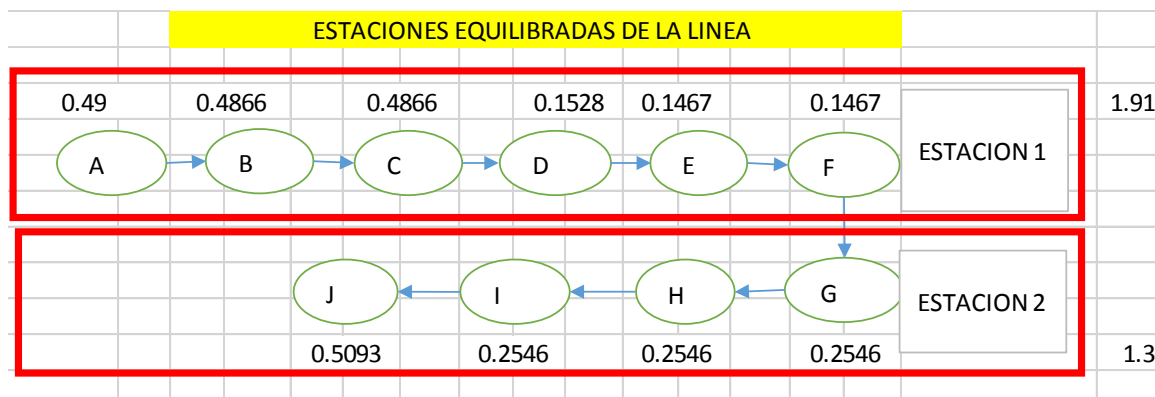 ESTACIONES EQUILIBRADAS DE LA LINEA
0.49 0.4866 0.4866 0.1528 0.1467 0.1467 1.91
A B C D E F ESTACION 1
J I H G ESTACION 2
0.5093 0.2546 0.2546 0.2546 1.3